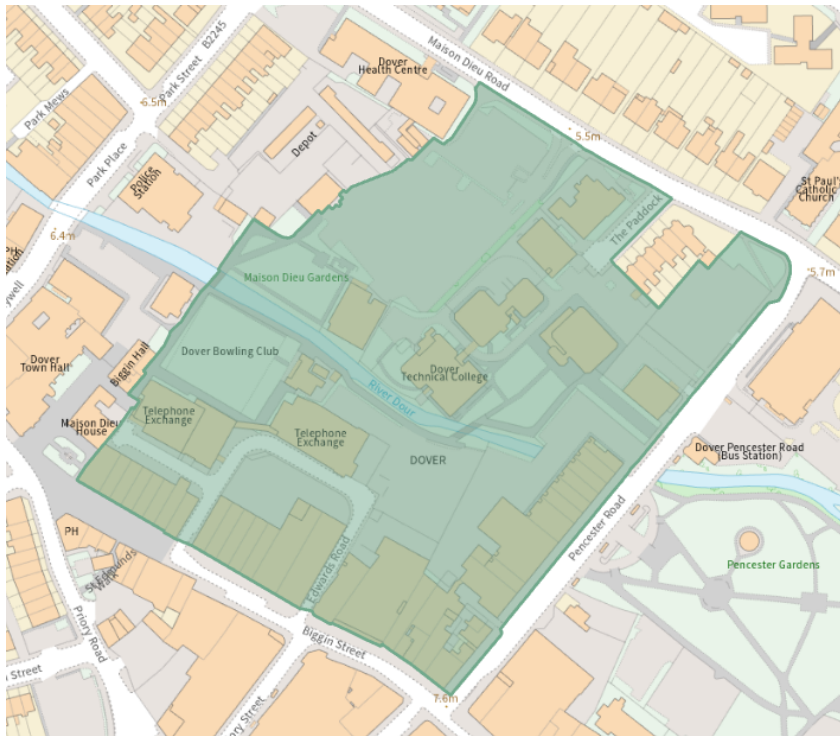 Park Street B2245
Park Mews
6.5m
Park Place
Dover
Health Centre
Maison Dieu Road
Depot
5.5m
Police
Station
St Paul's
Catholic
Church
The Paddock
6.4m
PH
5.7m
Maison Dieu Gardens
Dover
Town Hall
Biggin Hall
Dover Bowling Club
Dover
Technical College
River Dour
Maison Dieu
House
Telephone
Exchange
Telephone
Exchange
DOVER
Dover Pencester Road
(Bus Station)
PH
St Edmunds
Walk
Priory Road
Edwards Road
Pencester Road
Pencester Gardens
Biggin Street
7.6m
Street